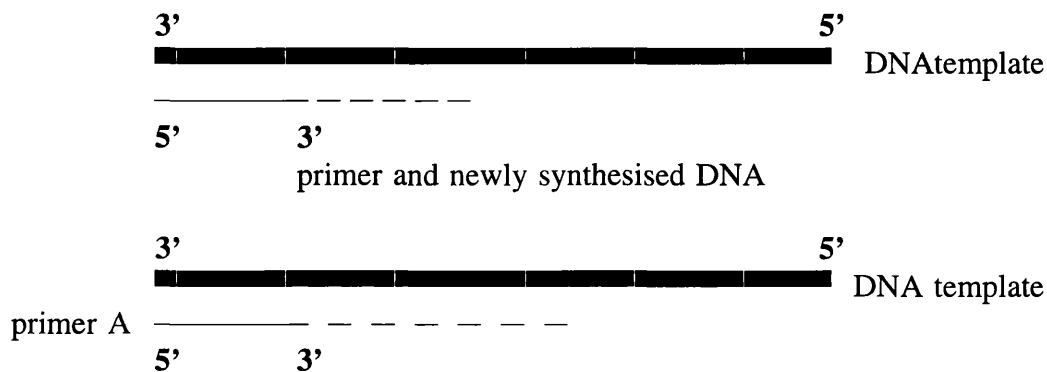 3’ 5’
DNAtemplate
5’ 3’
primer and newly synthesised DNA
3’ 5’
DNA template
primer A
5’ 3’